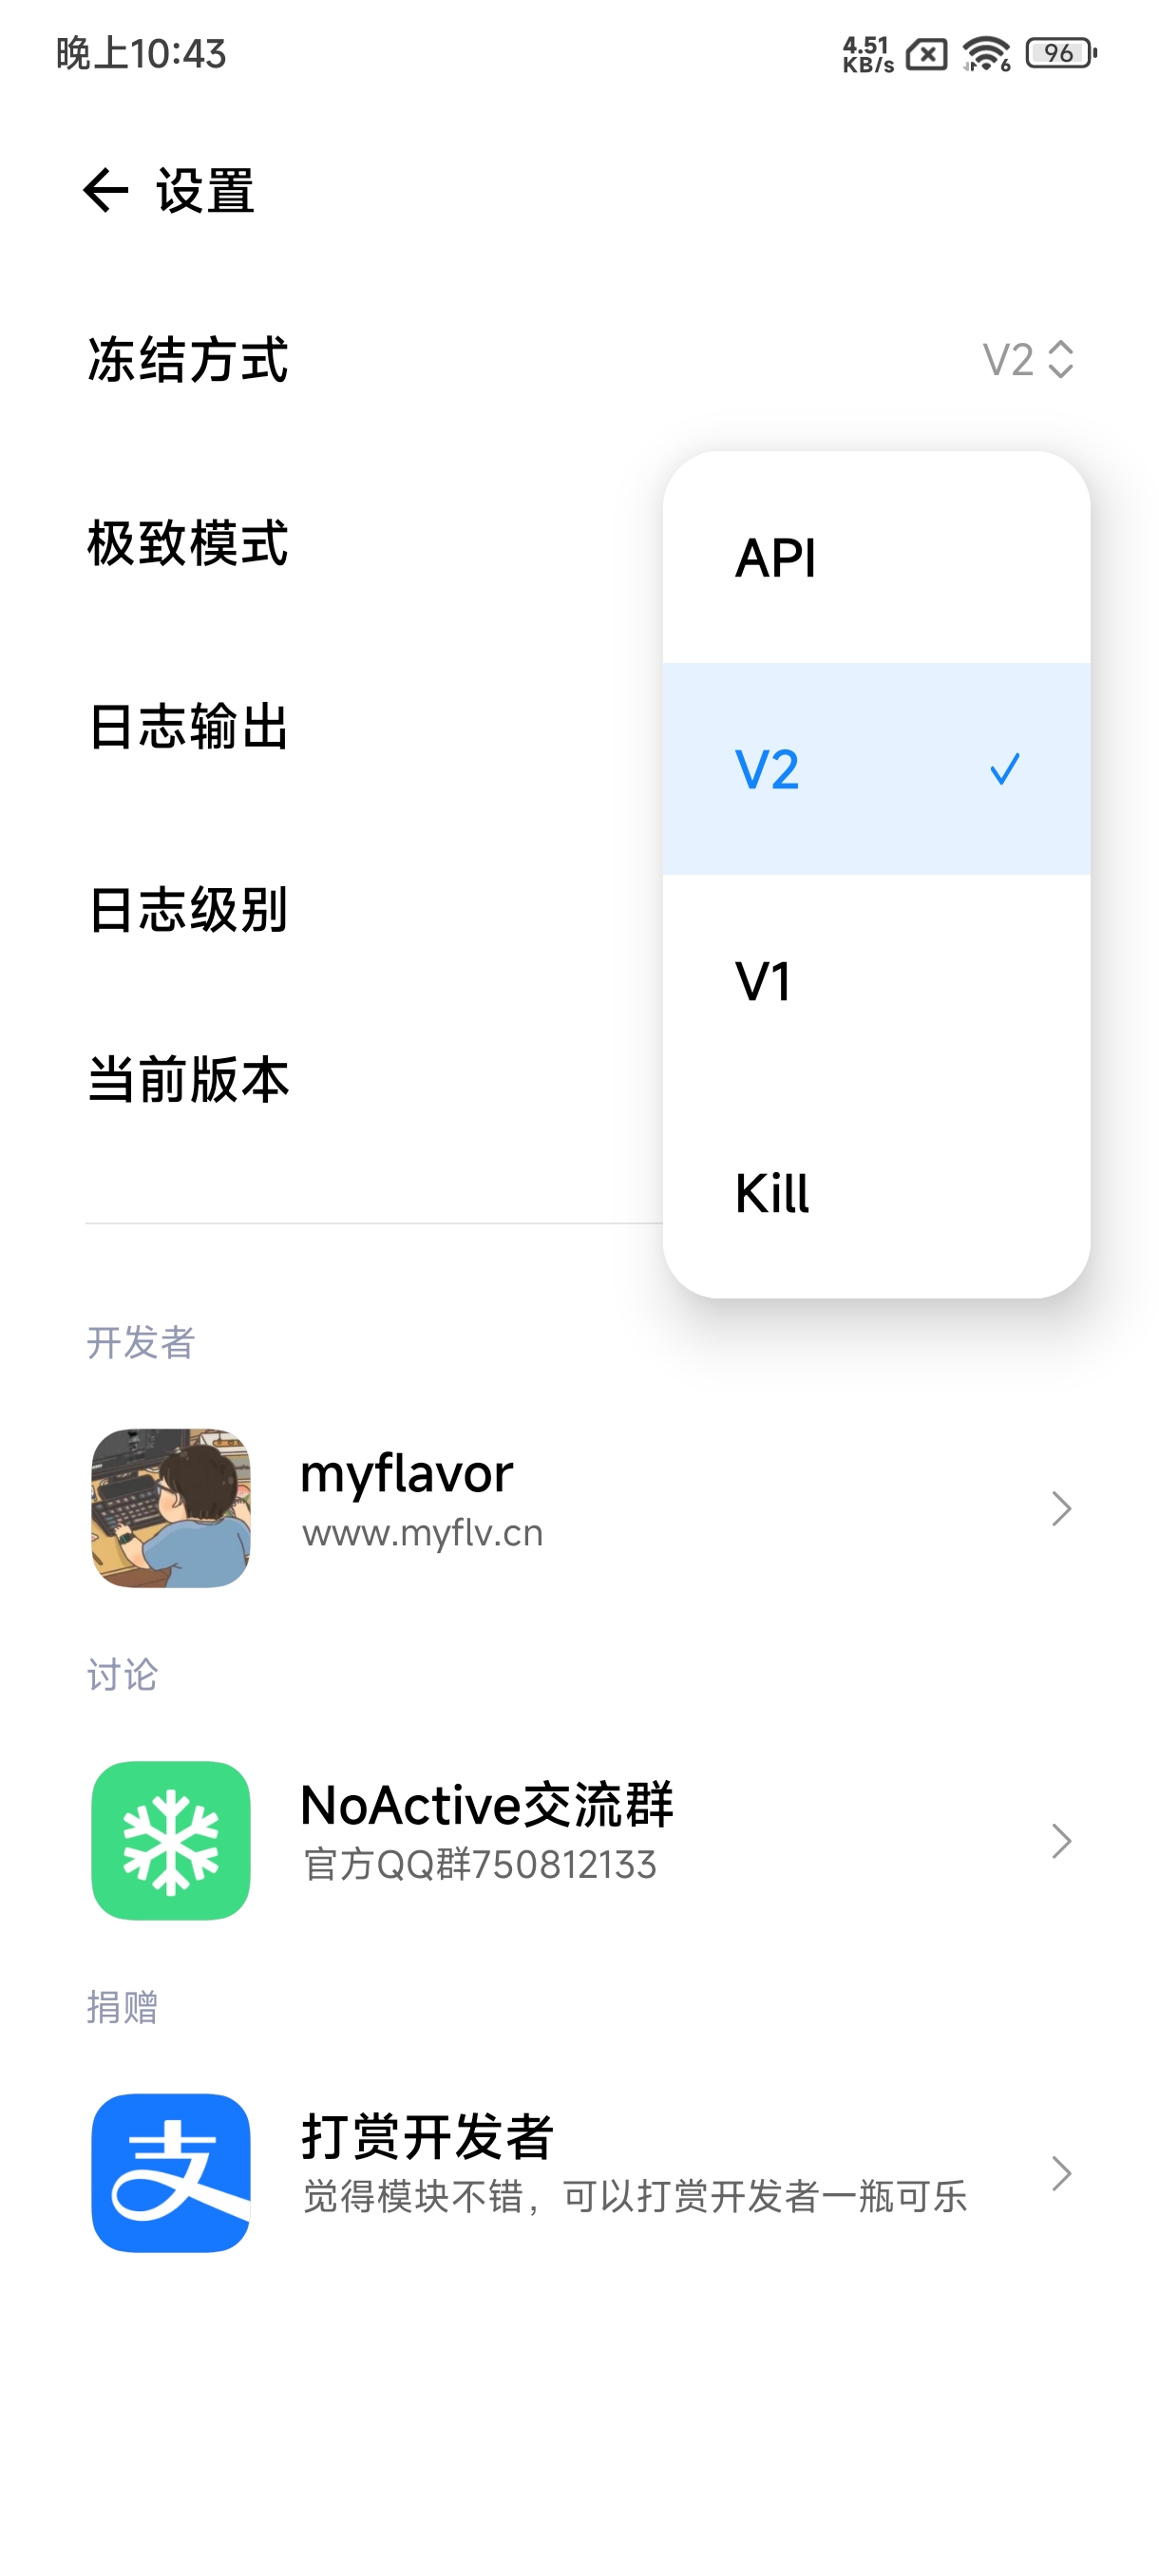 晚上10:43
4.51
KB/s
6
96
设置
冻结方式
V2
极致模式
API
日志输出
V2
日志级别
V1
当前版本
Kill
开发者
myflavor
www.myflv.cn
讨论
NoActive交流群
官方QQ群750812133
捐赠
支
打赏开发者
觉得模块不错，可以打赏开发者一瓶可乐